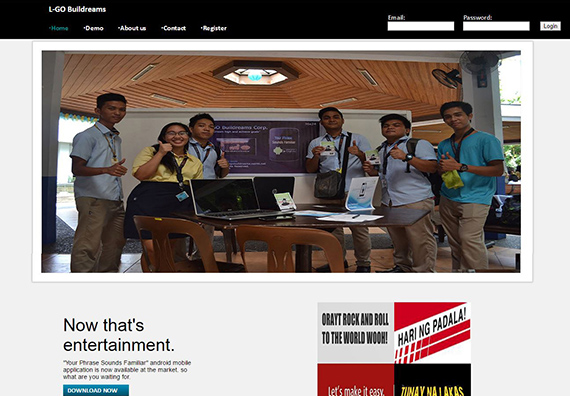 L-GO Buildreams
•Home •Demo •About us •Contact •Register
Email: Password:
Login
GO Buildreams Corp.
Now that's
entertainment.
"Your Phrase Sounds Familiar" android mobile
application is now available at the market, so
what are you waiting for.
DOWNLOAD NOW
ORAYT ROCK AND ROLL
TO THE WORLD WOOH!
HARI NG PADALA!
Let's make it easy,
TUNAY NA LAKAS